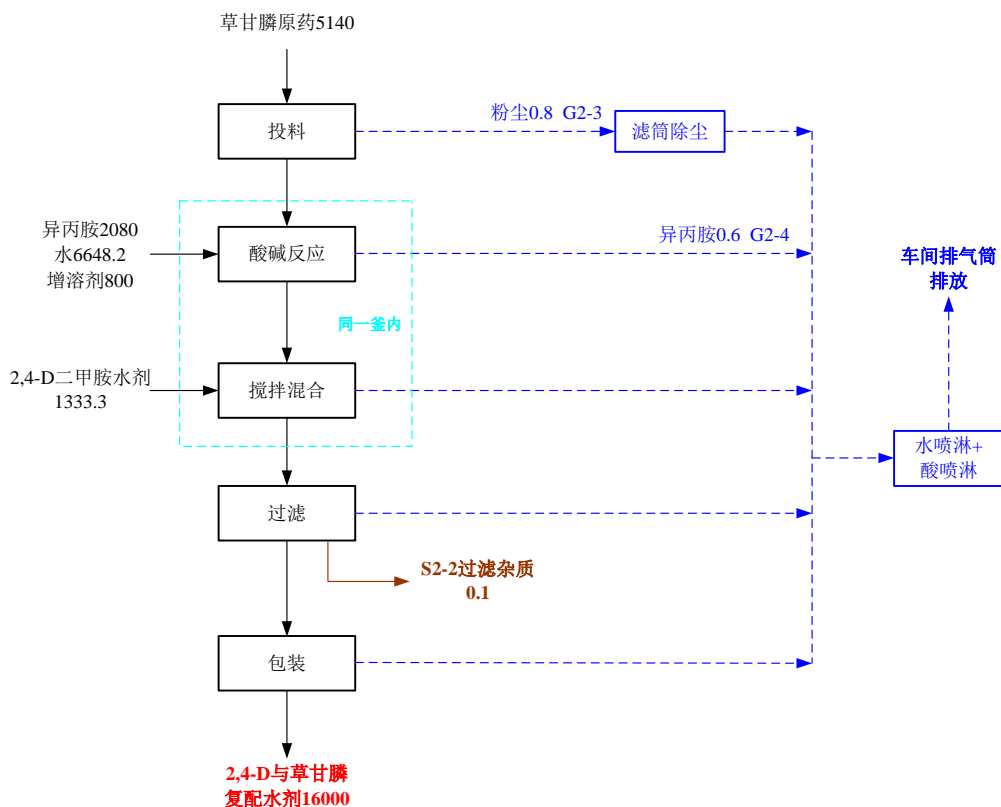 草甘膦原药5140
投料
粉尘0.8 G2-3
滤筒除尘
异丙胺2080
水6648.2
增溶剂800
酸碱反应
异丙胺0.6 G2-4
车间排气筒
排放
同一釜内
2,4-D二甲胺水剂
1333.3
搅拌混合
水喷淋+
酸喷淋
过滤
S2-2过滤杂质
0.1
包装
2,4-D与草甘膦
复配水剂16000